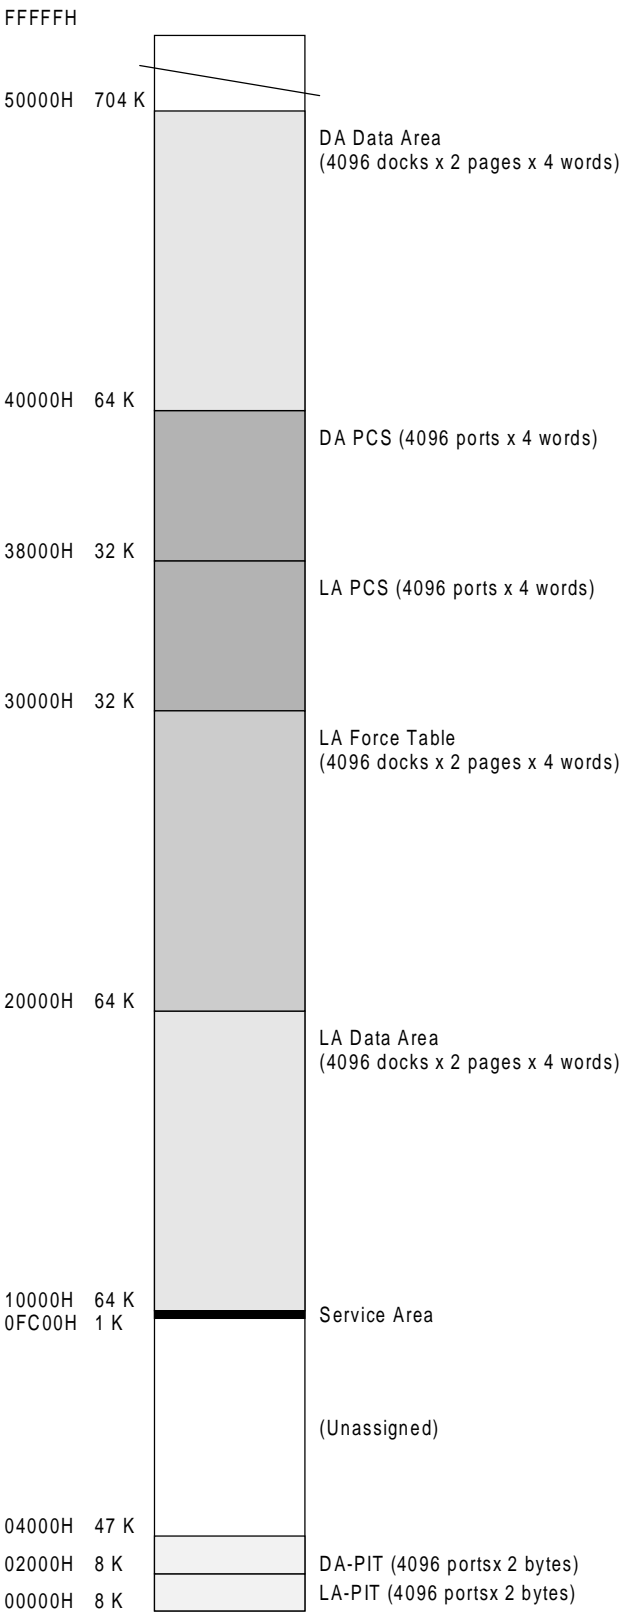 FFFFFH
50000H 704 K
DA Data Area
(4096 docks x 2 pages x 4 words)
40000H 64 K
DA PCS (4096 ports x 4 words)
38000H 32 K
LA PCS (4096 ports x 4 words)
30000H 32 K
LA Force Table
(4096 docks x 2 pages x 4 words)
20000H 64 K
LA Data Area
(4096 docks x 2 pages x 4 words)
10000H 64 K
Service Area
0FC00H 1 K
(Unassigned)
04000H 47 K
02000H 8 K DA-PIT (4096 portsx 2 bytes)
00000H 8 K LA-PIT (4096 portsx 2 bytes)